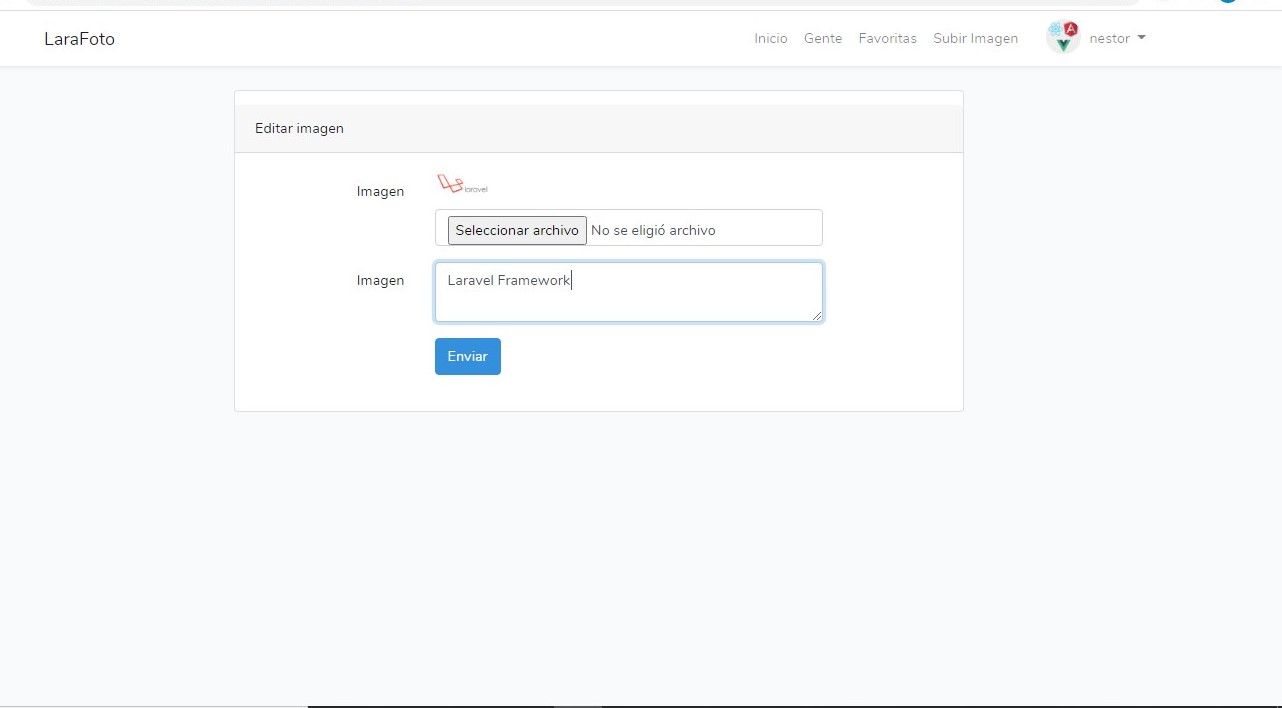 LaraFoto
Inicio Gente Favoritas Subir Imagen nestor
Editar imagen
Imagen
laravel
Seleccionar archivo No se eligió archivo
Imagen
Laravel Framework
Enviar